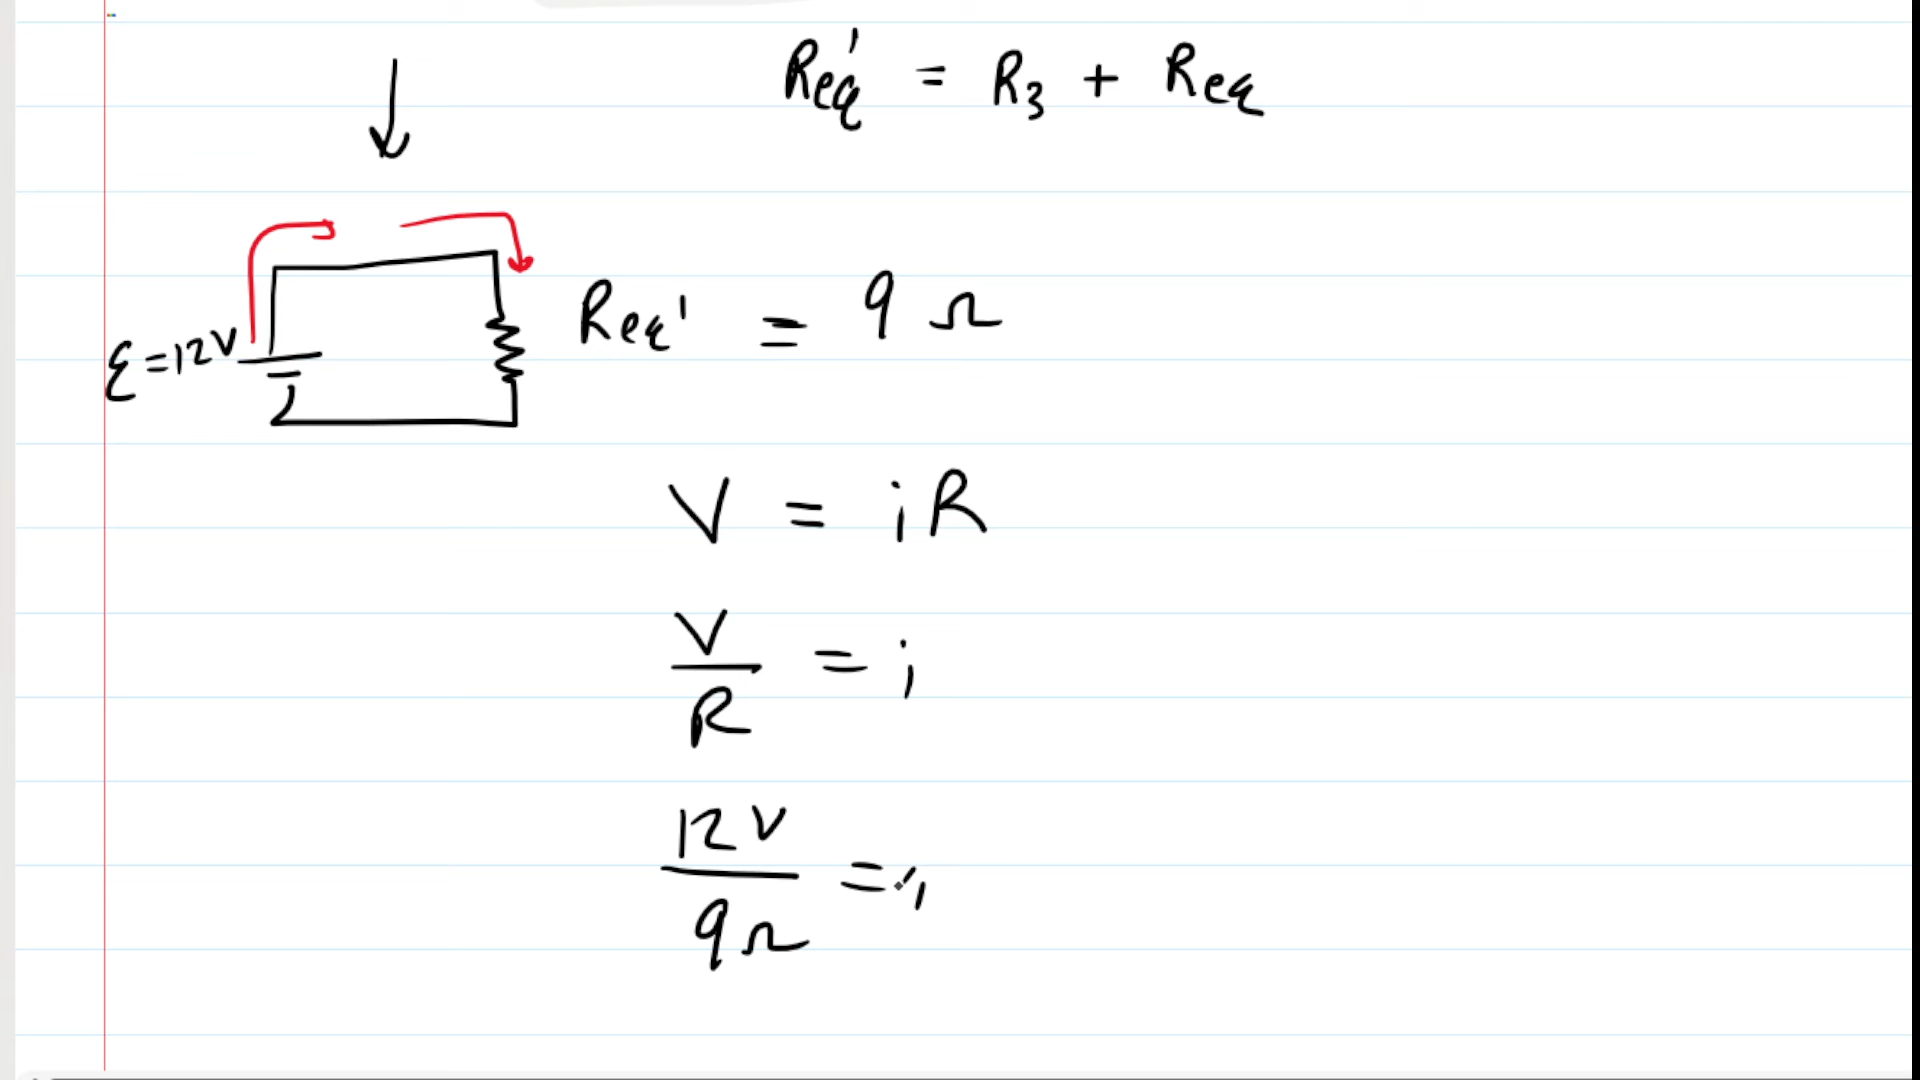 Req' = R3 + Req
ε = 12V
Req' = 9 Ω
V = iR
V/R = i
12V/9Ω = i